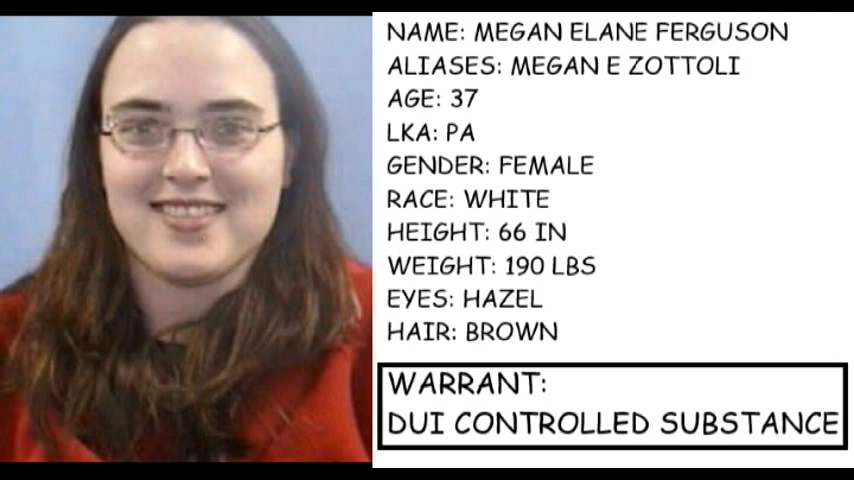 NAME: MEGAN ELANE FERGUSON
ALIASES: MEGAN E ZOTTOLI
AGE: 37
LKA: PA
GENDER: FEMALE
RACE: WHITE
HEIGHT: 66 IN
WEIGHT: 190 LBS
EYES: HAZEL
HAIR: BROWN
WARRANT:
DUI CONTROLLED SUBSTANCE